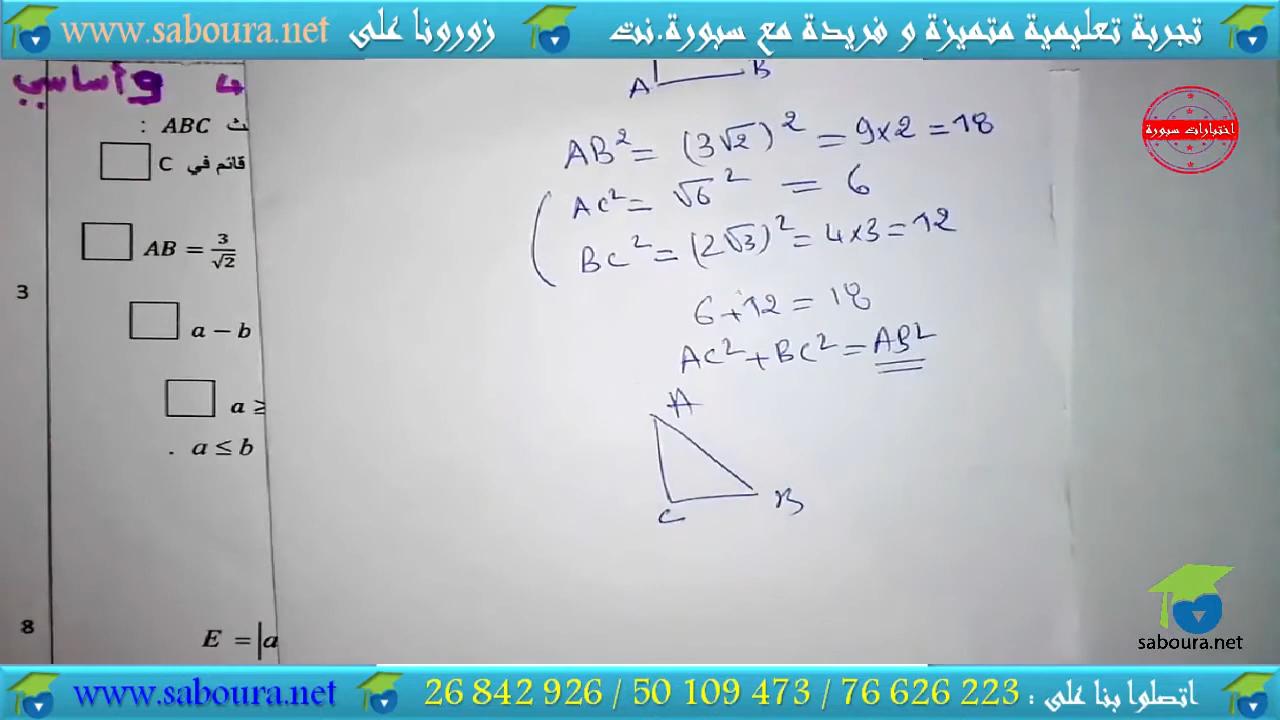 تجربة تعليمية متميزة و فريدة مع سبورة.نت زورونا على www.saboura.net
4
9 أساسي
ث ABC :
قائم في C
AB = 3/√2
3
a − b
a ≥
a ≤ b .
8
E = |a
A B
AB² = (3√2)² = 9×2 = 18
AC² = √6² = 6
BC² = (2√3)² = 4×3 = 12
6 + 12 = 18
AC² + BC² = AB²
A
C B
اختبارات سبورة
saboura.net
اتصلوا بنا على : 26 842 926 / 50 109 473 / 76 626 223 www.saboura.net